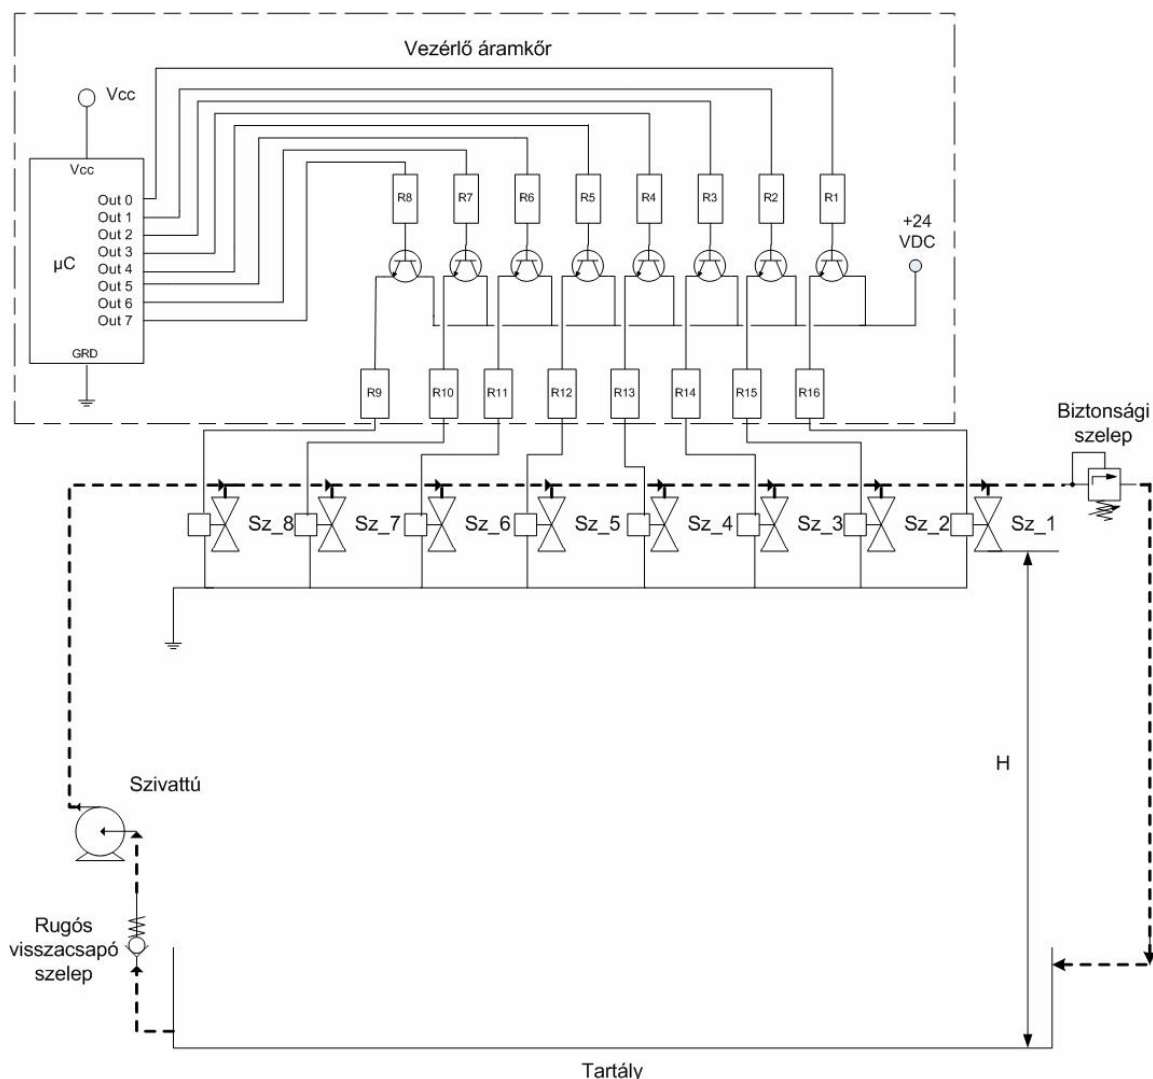 Vezérlő áramkőr
Vcc
Vcc
Out 0
Out 1
Out 2
Out 3
Out 4
Out 5
Out 6
Out 7
µC
GRD
R8
R7
R6
R5
R4
R3
R2
R1
+24
VDC
R9
R10
R11
R12
R13
R14
R15
R16
Biztonsági
szelep
Sz_8
Sz_7
Sz_6
Sz_5
Sz_4
Sz_3
Sz_2
Sz_1
H
Szivattú
Rugós
visszacsapó
szelep
Tartály